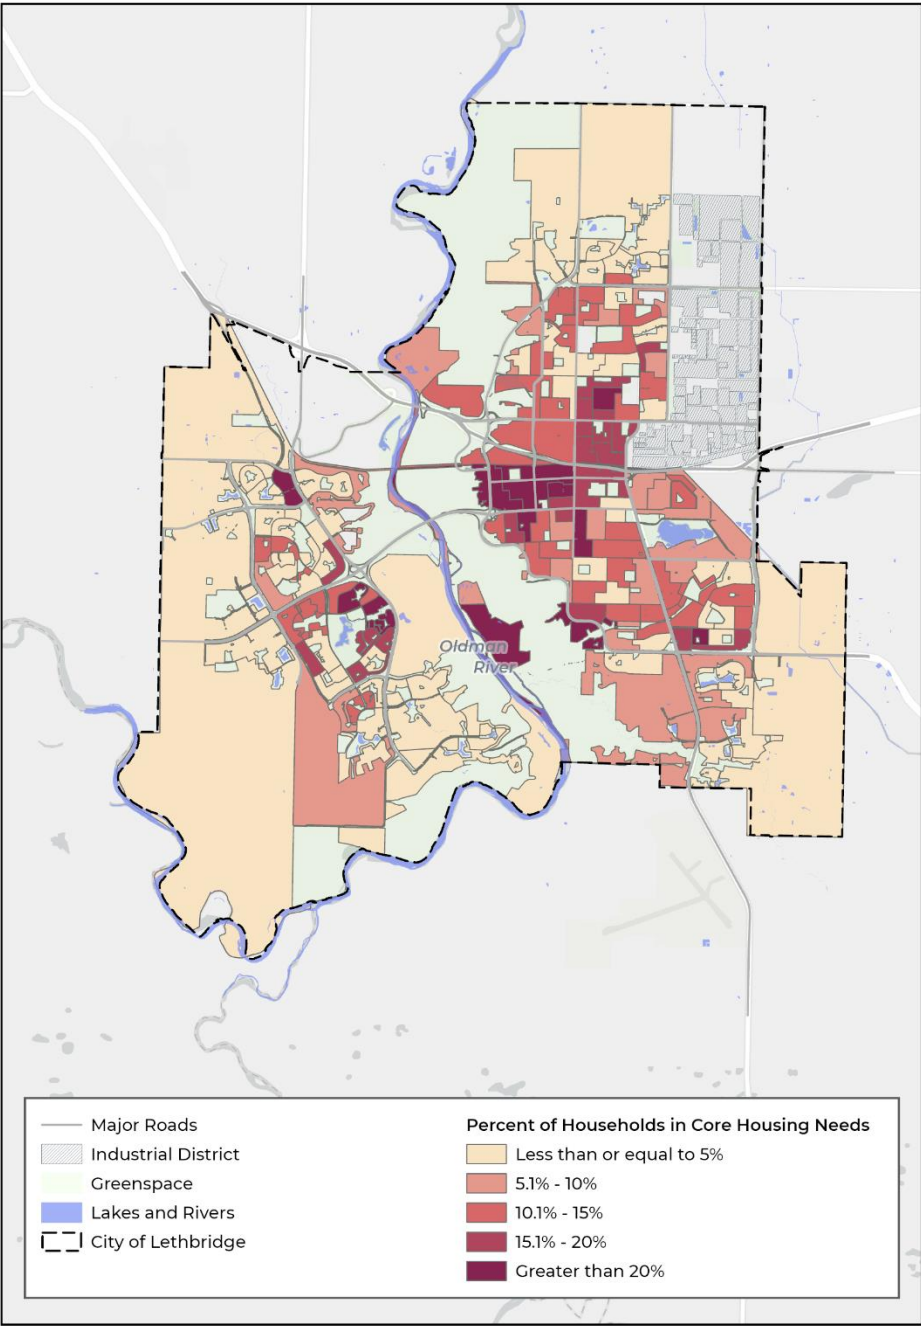 Oldman
River
Major Roads
Industrial District
Greenspace
Lakes and Rivers
City of Lethbridge
Percent of Households in Core Housing Needs
Less than or equal to 5%
5.1% - 10%
10.1% - 15%
15.1% - 20%
Greater than 20%